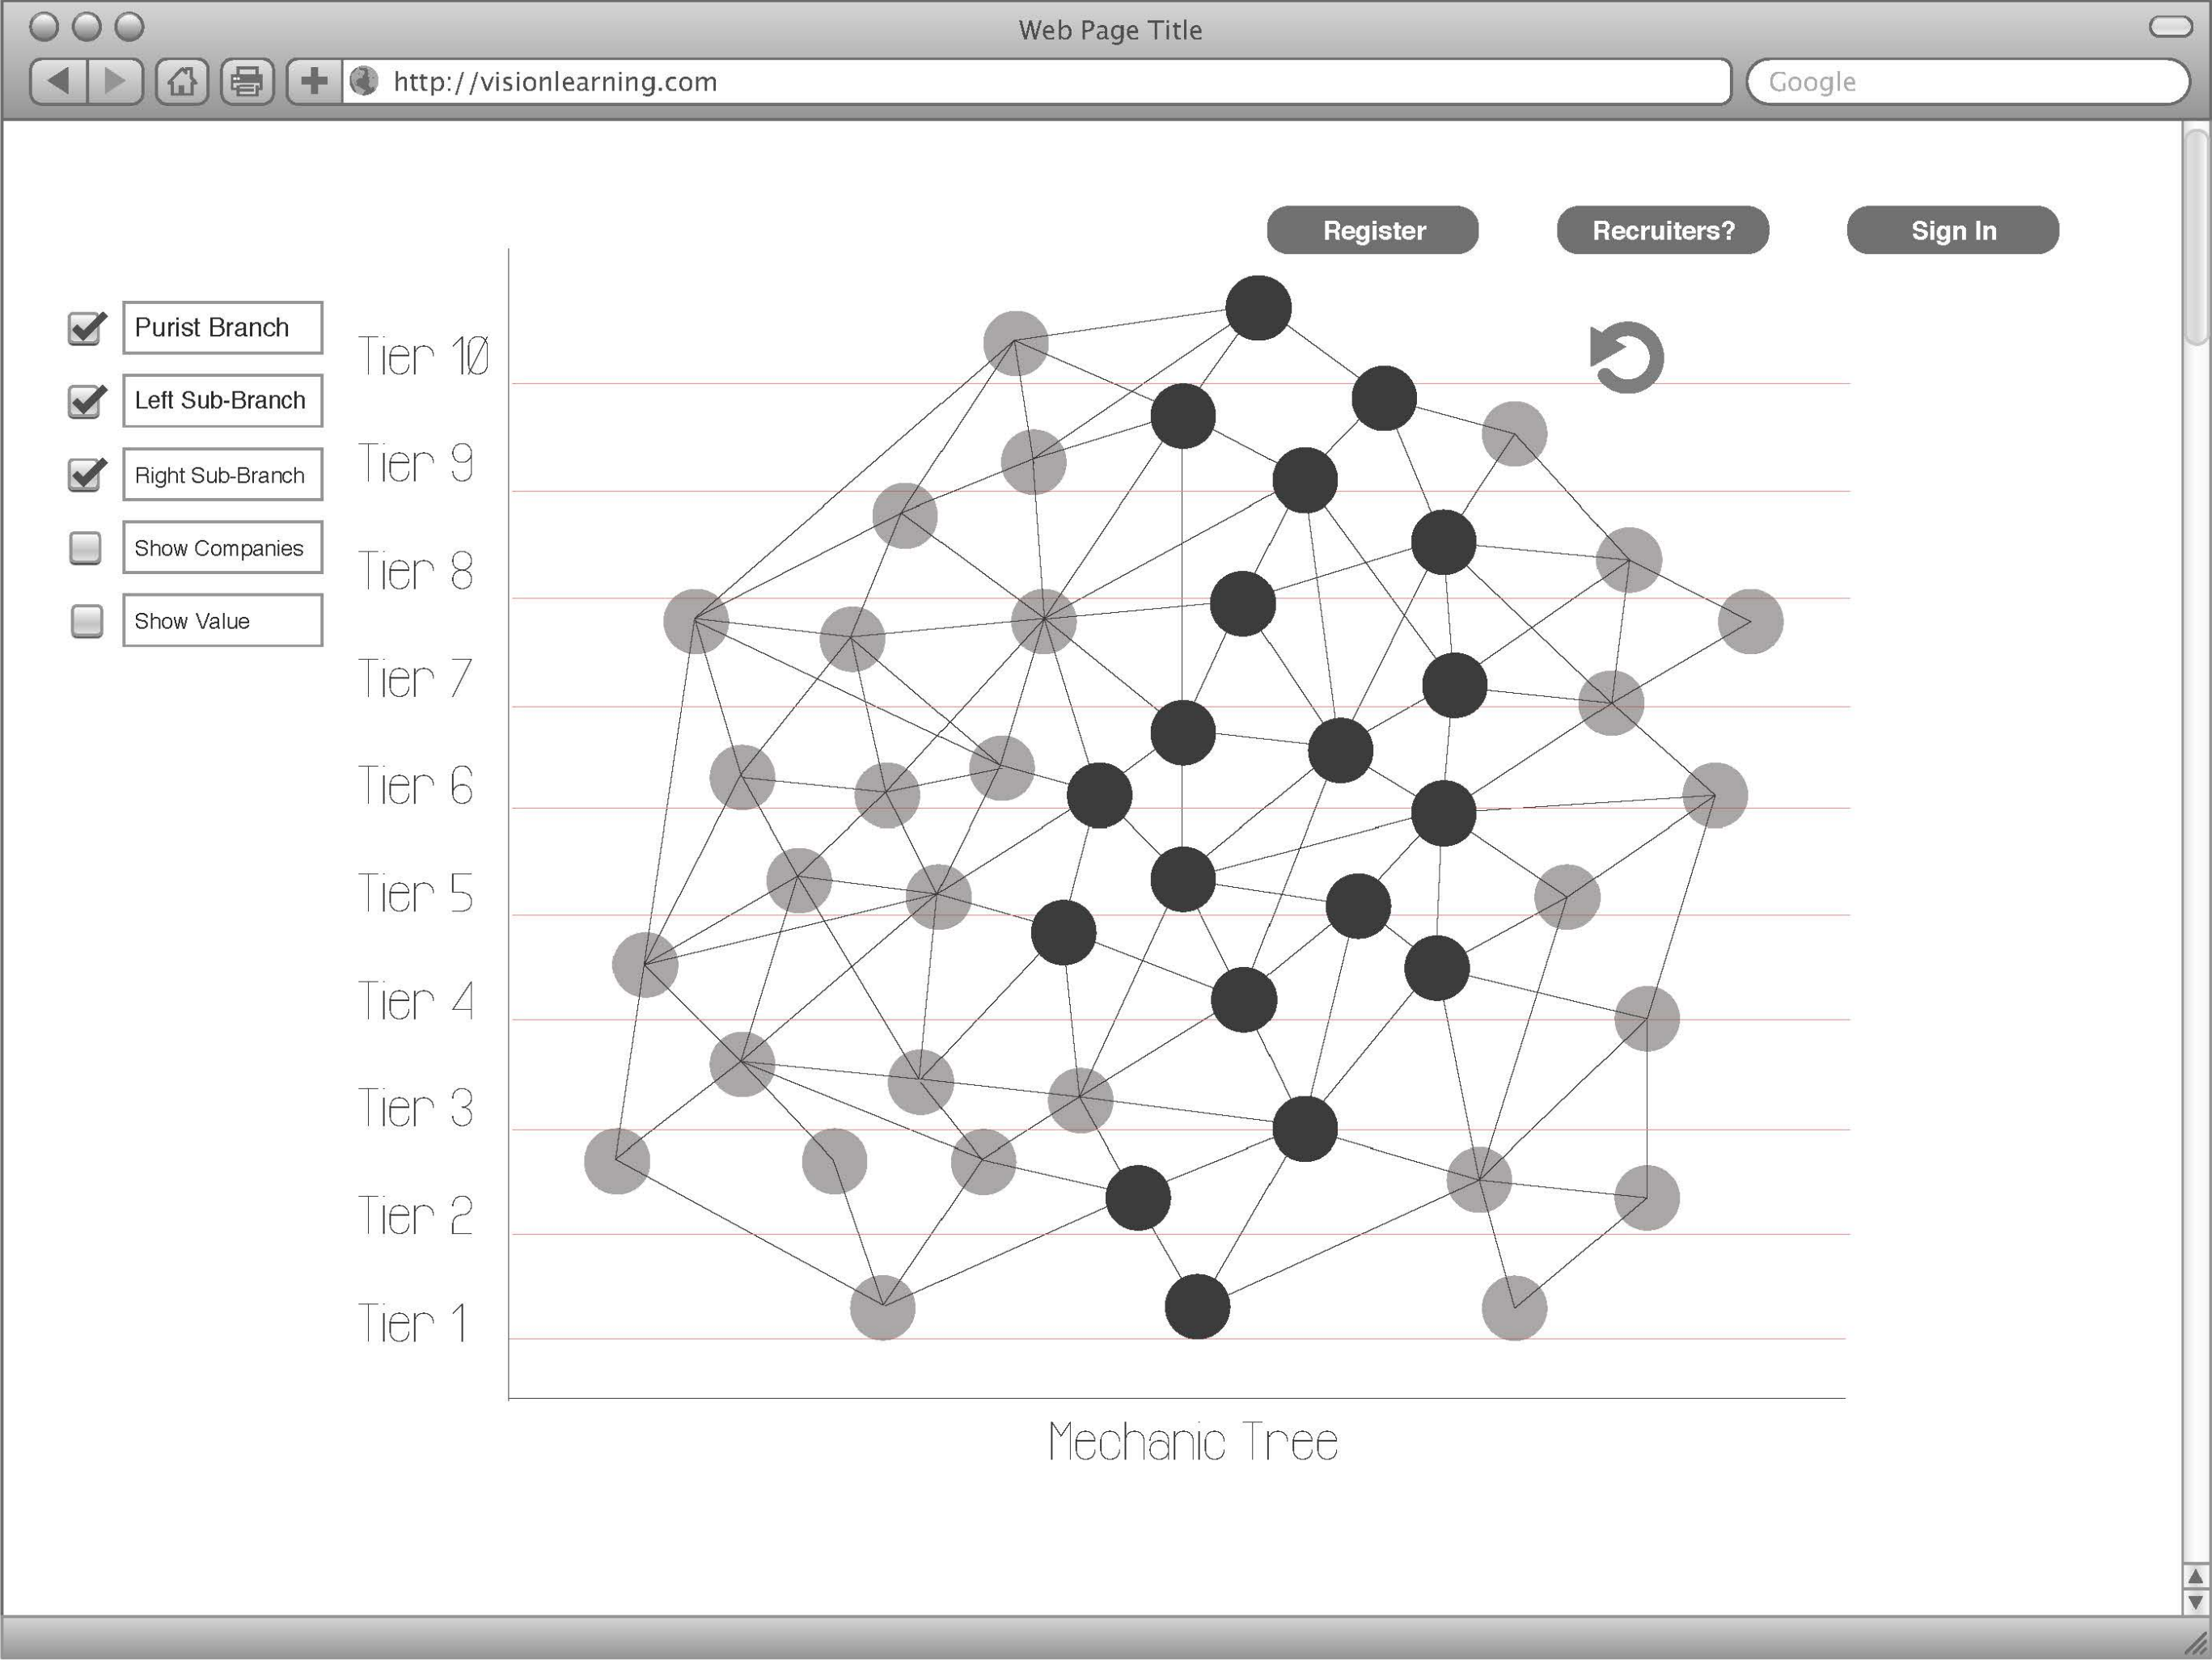 Web Page Title
http://visionlearning.com
Google
Register
Recruiters?
Sign In
Purist Branch
Left Sub-Branch
Right Sub-Branch
Show Companies
Show Value
Tier 10
Tier 9
Tier 8
Tier 7
Tier 6
Tier 5
Tier 4
Tier 3
Tier 2
Tier 1
Mechanic Tree